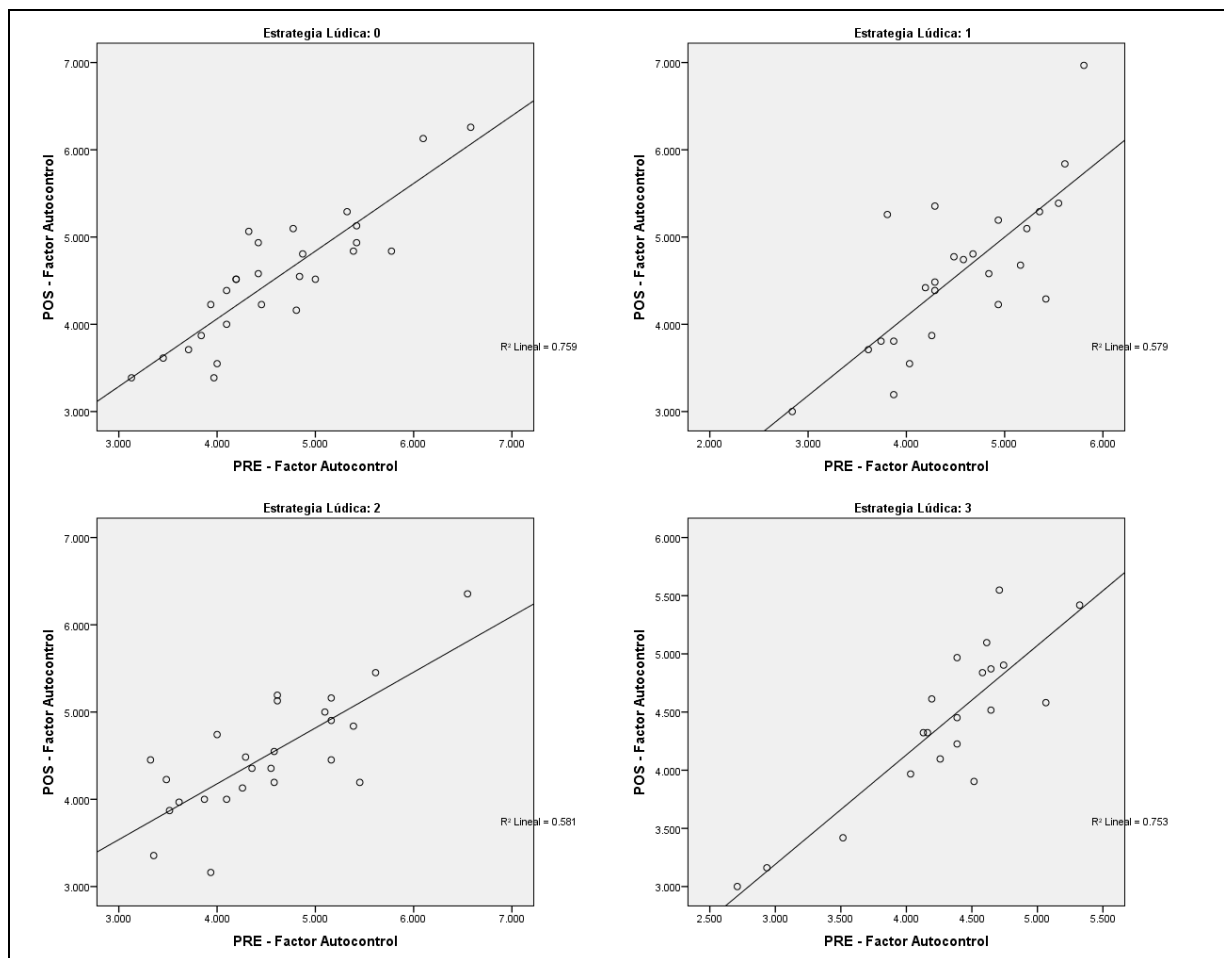 Estrategia Lúdica: 0
7.000
6.000
5.000
4.000
3.000
POS - Factor Autocontrol
R² Lineal = 0.759
3.000 4.000 5.000 6.000 7.000
PRE - Factor Autocontrol
Estrategia Lúdica: 1
7.000
6.000
5.000
4.000
3.000
POS - Factor Autocontrol
R² Lineal = 0.579
2.000 3.000 4.000 5.000 6.000
PRE - Factor Autocontrol
Estrategia Lúdica: 2
7.000
6.000
5.000
4.000
3.000
POS - Factor Autocontrol
R² Lineal = 0.581
3.000 4.000 5.000 6.000 7.000
PRE - Factor Autocontrol
Estrategia Lúdica: 3
6.000
5.500
5.000
4.500
4.000
3.500
3.000
POS - Factor Autocontrol
R² Lineal = 0.753
2.500 3.000 3.500 4.000 4.500 5.000 5.500
PRE - Factor Autocontrol